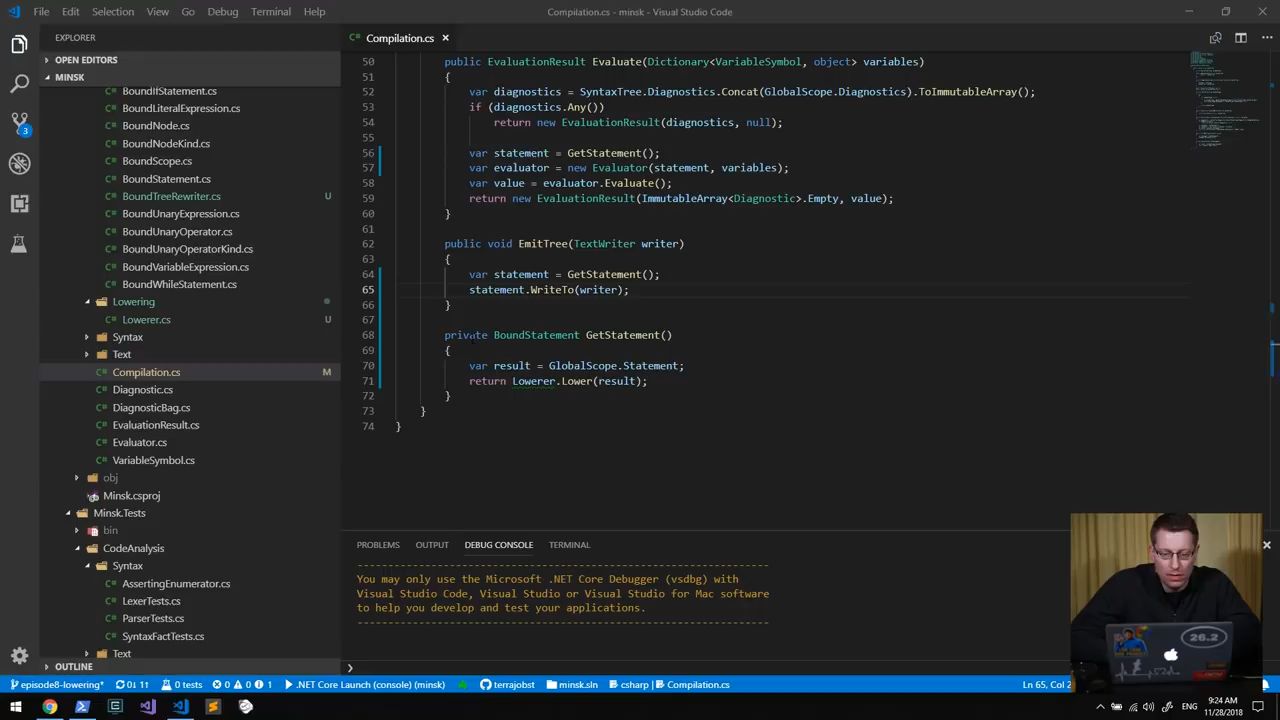 File Edit Selection View Go Debug Terminal Help
Compilation.cs - minsk - Visual Studio Code
EXPLORER
OPEN EDITORS
MINSK
BoundIfStatement.cs
BoundLiteralExpression.cs
BoundNode.cs
BoundNodeKind.cs
BoundScope.cs
BoundStatement.cs
BoundTreeRewriter.cs U
BoundUnaryExpression.cs
BoundUnaryOperator.cs
BoundUnaryOperatorKind.cs
BoundVariableExpression.cs
BoundWhileStatement.cs
Lowering
Lowerer.cs U
Syntax
Text
Compilation.cs M
Diagnostic.cs
DiagnosticBag.cs
EvaluationResult.cs
Evaluator.cs
VariableSymbol.cs
obj
Minsk.csproj
Minsk.Tests
bin
CodeAnalysis
Syntax
AssertingEnumerator.cs
LexerTests.cs
ParserTests.cs
SyntaxFactTests.cs
Text
OUTLINE
3
Compilation.cs
50 public EvaluationResult Evaluate(Dictionary<VariableSymbol, object> variables)
51 {
52 var diagnostics = SyntaxTree.Diagnostics.Concat(GlobalScope.Diagnostics).ToImmutableArray();
53 if (diagnostics.Any())
54 return new EvaluationResult(diagnostics, null);
55
56 var statement = GetStatement();
57 var evaluator = new Evaluator(statement, variables);
58 var value = evaluator.Evaluate();
59 return new EvaluationResult(ImmutableArray<Diagnostic>.Empty, value);
60 }
61
62 public void EmitTree(TextWriter writer)
63 {
64 var statement = GetStatement();
65 statement.WriteTo(writer);
66 }
67
68 private BoundStatement GetStatement()
69 {
70 var result = GlobalScope.Statement;
71 return Lowerer.Lower(result);
72 }
73 }
74 }
PROBLEMS OUTPUT DEBUG CONSOLE TERMINAL
-------------------------------------------------------------------
You may only use the Microsoft .NET Core Debugger (vsdbg) with
Visual Studio Code, Visual Studio or Visual Studio for Mac software
to help you develop and test your applications.
-------------------------------------------------------------------
26.2
episode8-lowering* 0↓ 11↑ 0 tests 0 0 1 .NET Core Launch (console) (minsk) terrajobst minsk.sln csharp | Compilation.cs Ln 65, Col 2
ENG
9:24 AM
11/28/2018